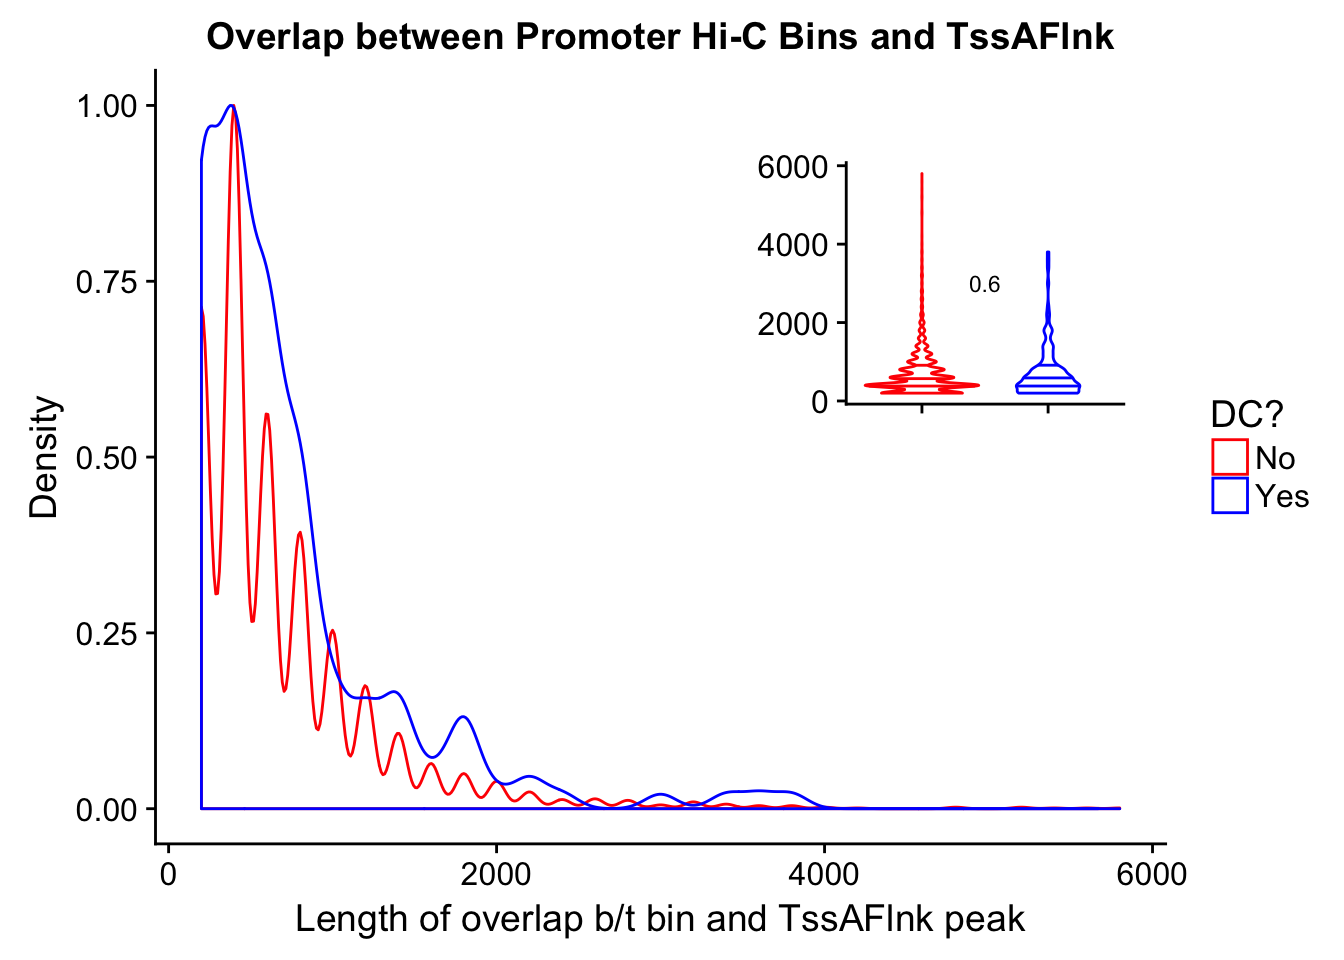 Overlap between Promoter Hi-C Bins and TssAFlnk
Density
1.00
0.75
0.50
0.25
0.00
0
2000
4000
6000
Length of overlap b/t bin and TssAFlnk peak
6000
4000
2000
0
0.6
DC?
No
Yes